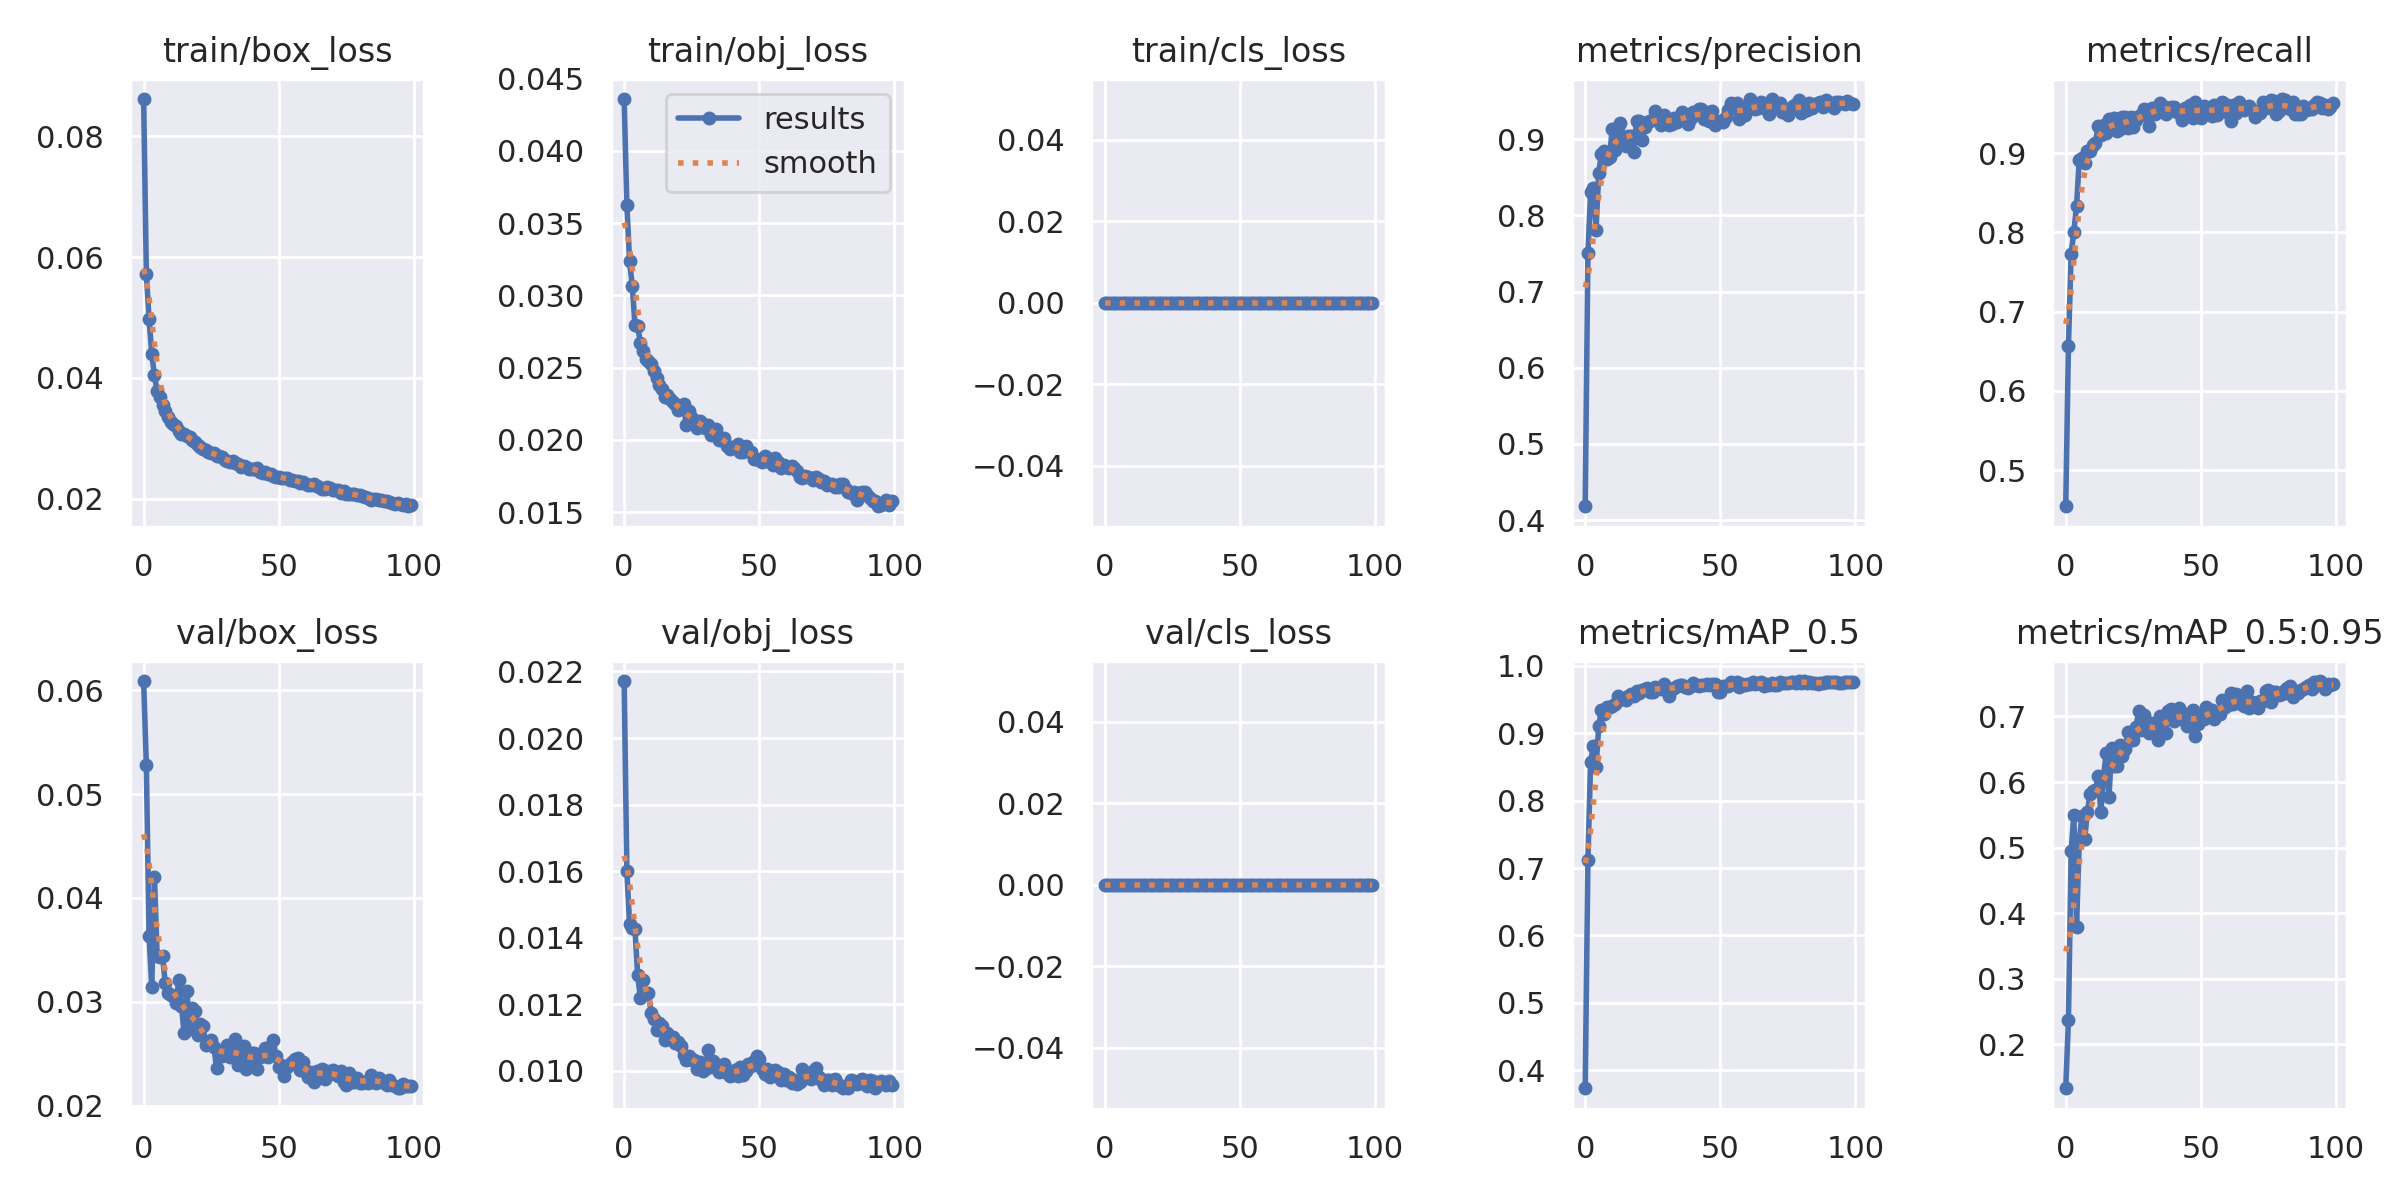 train/box_loss
0.08
0.06
0.04
0.02
0 50 100
train/obj_loss
0.045
0.040
0.035
0.030
0.025
0.020
0.015
0 50 100
results
smooth
train/cls_loss
0.04
0.02
0.00
−0.02
−0.04
0 50 100
metrics/precision
0.9
0.8
0.7
0.6
0.5
0.4
0 50 100
metrics/recall
0.9
0.8
0.7
0.6
0.5
0 50 100
val/box_loss
0.06
0.05
0.04
0.03
0.02
0 50 100
val/obj_loss
0.022
0.020
0.018
0.016
0.014
0.012
0.010
0 50 100
val/cls_loss
0.04
0.02
0.00
−0.02
−0.04
0 50 100
metrics/mAP_0.5
1.0
0.9
0.8
0.7
0.6
0.5
0.4
0 50 100
metrics/mAP_0.5:0.95
0.7
0.6
0.5
0.4
0.3
0.2
0 50 100